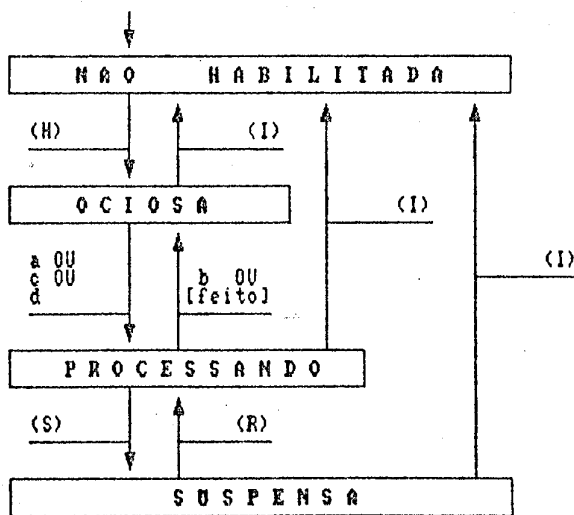 NAO HABILITADA
(H) (I)
OCIOSA
(I)
(I)
a OU
c OU b OU
d [feito]
PROCESSANDO
(S) (R)
SUSPENSA